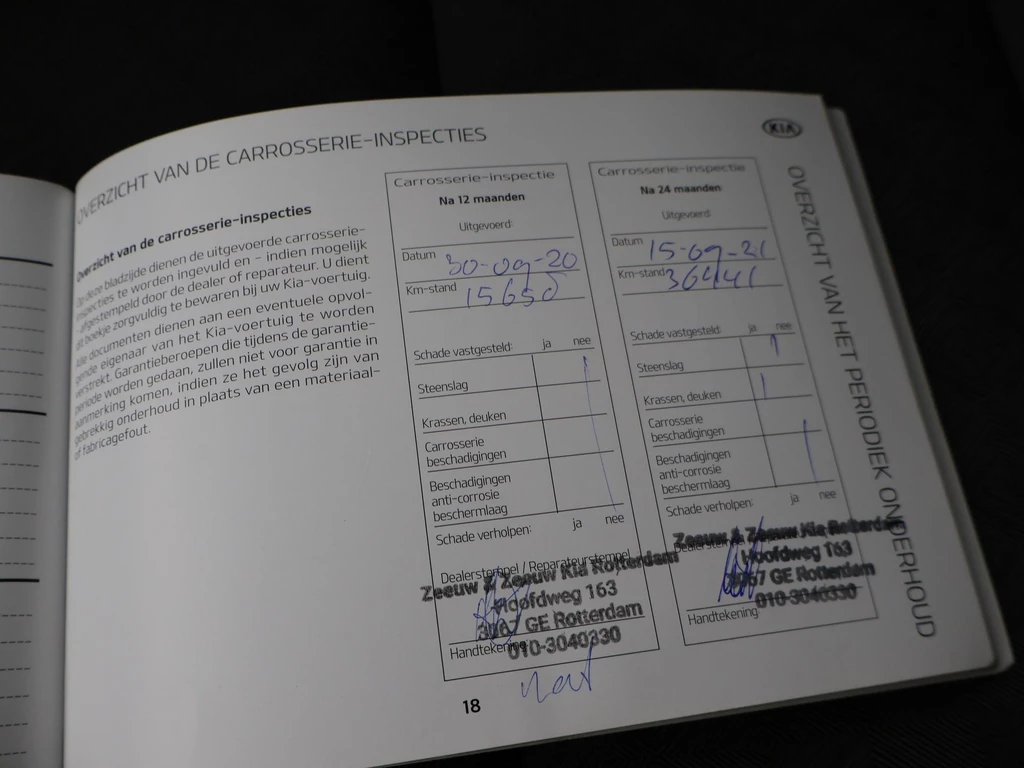 OVERZICHT VAN DE CARROSSERIE-INSPECTIES
Overzicht van de carrosserie-inspecties
Op deze bladzijde dienen de uitgevoerde carrosserie-
inspecties te worden ingevuld en - indien mogelijk
- afgestempeld door de dealer of reparateur. U dient
dit boekje zorgvuldig te bewaren bij uw Kia-voertuig.
Alle documenten dienen aan een eventuele opvol-
gende eigenaar van het Kia-voertuig te worden
verstrekt. Garantieberoepen die tijdens de garantie-
periode worden gedaan, zullen niet voor garantie in
aanmerking komen, indien ze het gevolg zijn van
gebrekkig onderhoud in plaats van een materiaal-
of fabricagefout.
Carrosserie-inspectie
Na 12 maanden
Uitgevoerd:
Datum 30-09-20
Km-stand 15650
Schade vastgesteld: ja nee
Steenslag
Krassen, deuken
Carrosserie
beschadigingen
Beschadigingen
anti-corrosie
beschermlaag
Schade verholpen: ja nee
Dealerstempel / Reparateurstempel
Zeeuw & Zeeuw Kia Rotterdam
Hoofdweg 163
3067 GE Rotterdam
010-3040330
Handtekening:
Carrosserie-inspectie
Na 24 maanden
Uitgevoerd:
Datum 15-09-21
Km-stand 36441
Schade vastgesteld: ja nee
Steenslag
Krassen, deuken
Carrosserie
beschadigingen
Beschadigingen
anti-corrosie
beschermlaag
Schade verholpen: ja nee
Zeeuw & Zeeuw Kia Rotterdam
Hoofdweg 163
3067 GE Rotterdam
010-3040330
Handtekening:
KIA
OVERZICHT VAN HET PERIODIEK ONDERHOUD
18